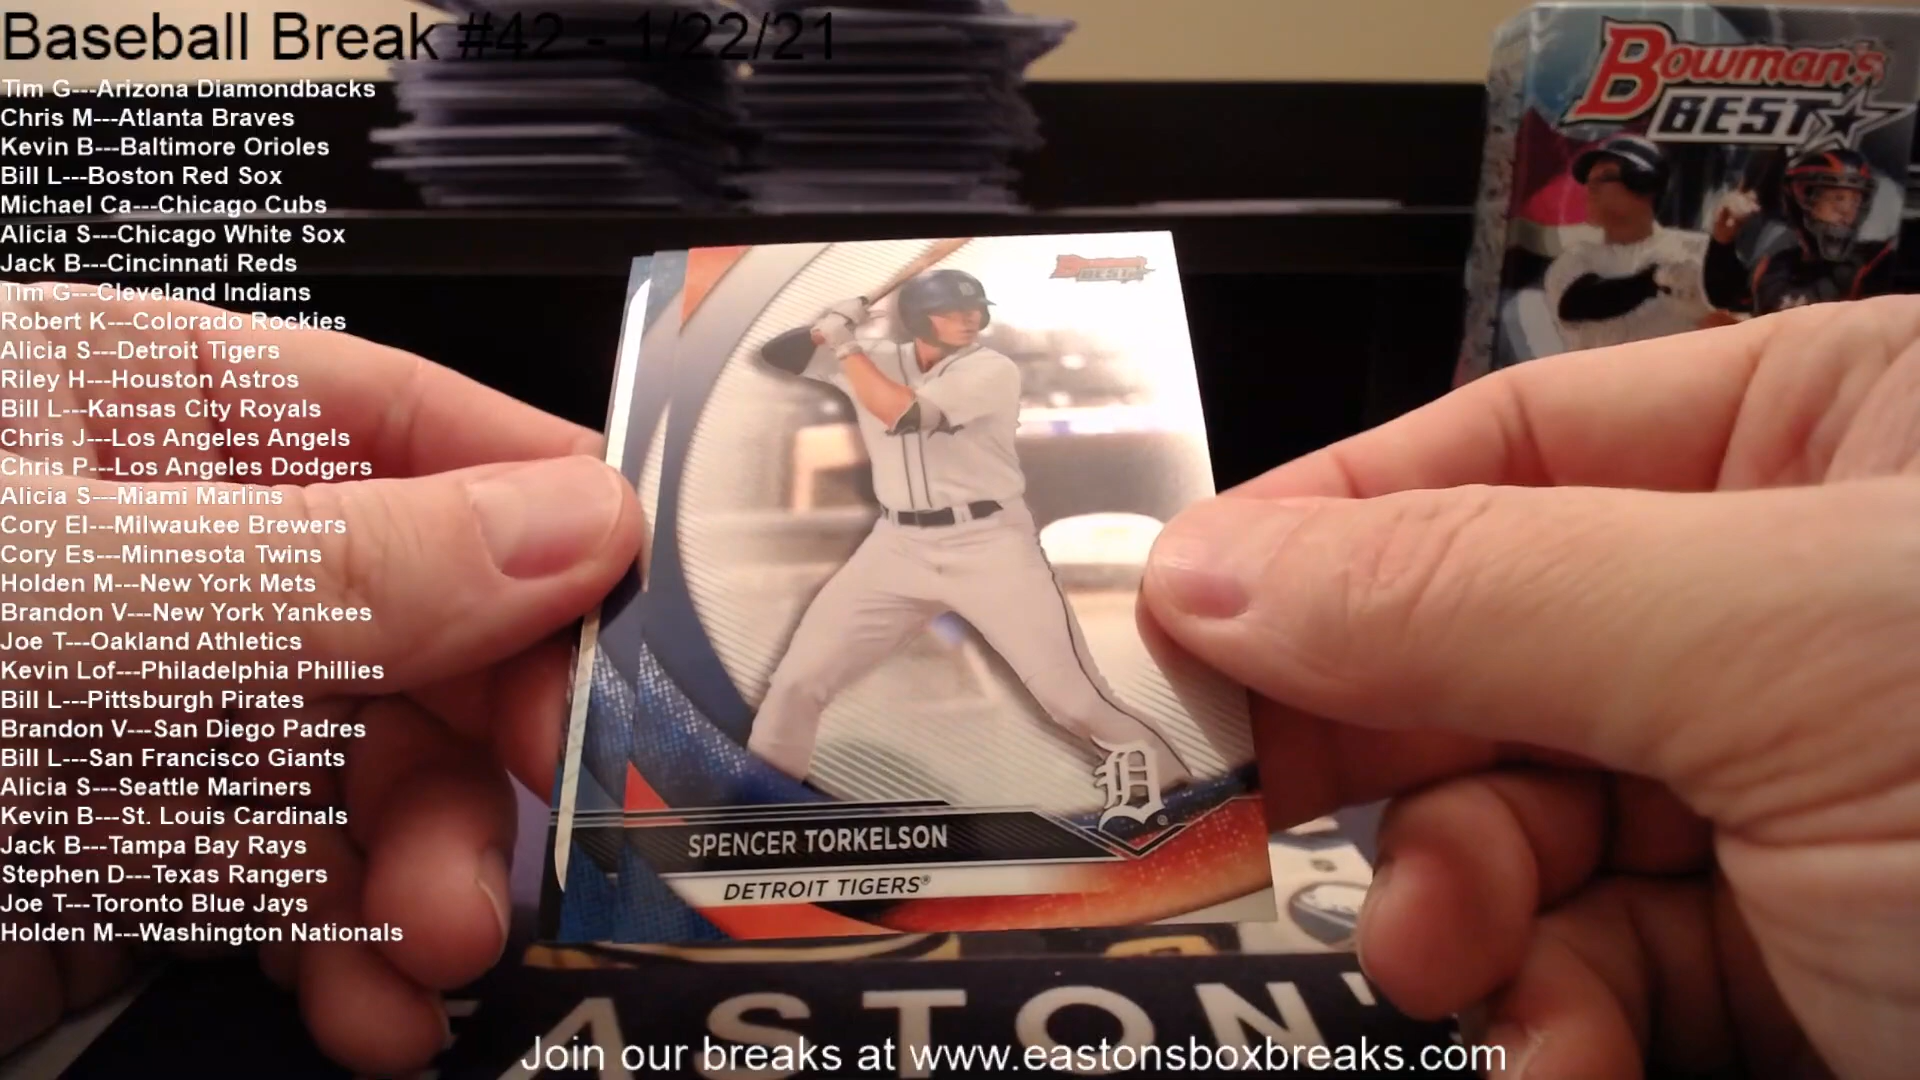 Baseball Break #42 - 1/22/21
Tim G---Arizona Diamondbacks
Chris M---Atlanta Braves
Kevin B---Baltimore Orioles
Bill L---Boston Red Sox
Michael Ca---Chicago Cubs
Alicia S---Chicago White Sox
Jack B---Cincinnati Reds
Tim G---Cleveland Indians
Robert K---Colorado Rockies
Alicia S---Detroit Tigers
Riley H---Houston Astros
Bill L---Kansas City Royals
Chris J---Los Angeles Angels
Chris P---Los Angeles Dodgers
Alicia S---Miami Marlins
Cory El---Milwaukee Brewers
Cory Es---Minnesota Twins
Holden M---New York Mets
Brandon V---New York Yankees
Joe T---Oakland Athletics
Kevin Lof---Philadelphia Phillies
Bill L---Pittsburgh Pirates
Brandon V---San Diego Padres
Bill L---San Francisco Giants
Alicia S---Seattle Mariners
Kevin B---St. Louis Cardinals
Jack B---Tampa Bay Rays
Stephen D---Texas Rangers
Joe T---Toronto Blue Jays
Holden M---Washington Nationals
Bowman's
BEST
Bowman's
BEST
D
SPENCER TORKELSON
DETROIT TIGERS®
EASTON'
Join our breaks at www.eastonsboxbreaks.com